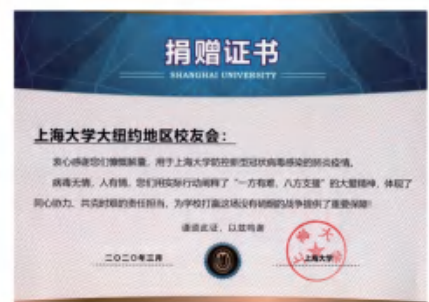 捐赠证书
SHANGHAI UNIVERSITY
上海大学大纽约地区校友会：
衷心感谢您们慷慨解囊，用于上海大学防控新型冠状病毒感染的肺炎疫情。
病毒无情，人有情。您们用实际行动阐释了“一方有难，八方支援”的大爱精神，体现了
同心协力、共克时艰的责任担当，为学校打赢这场没有硝烟的战争提供了重要保障！
谨颁此证，以兹鸣谢
二〇二〇年三月
上海大学